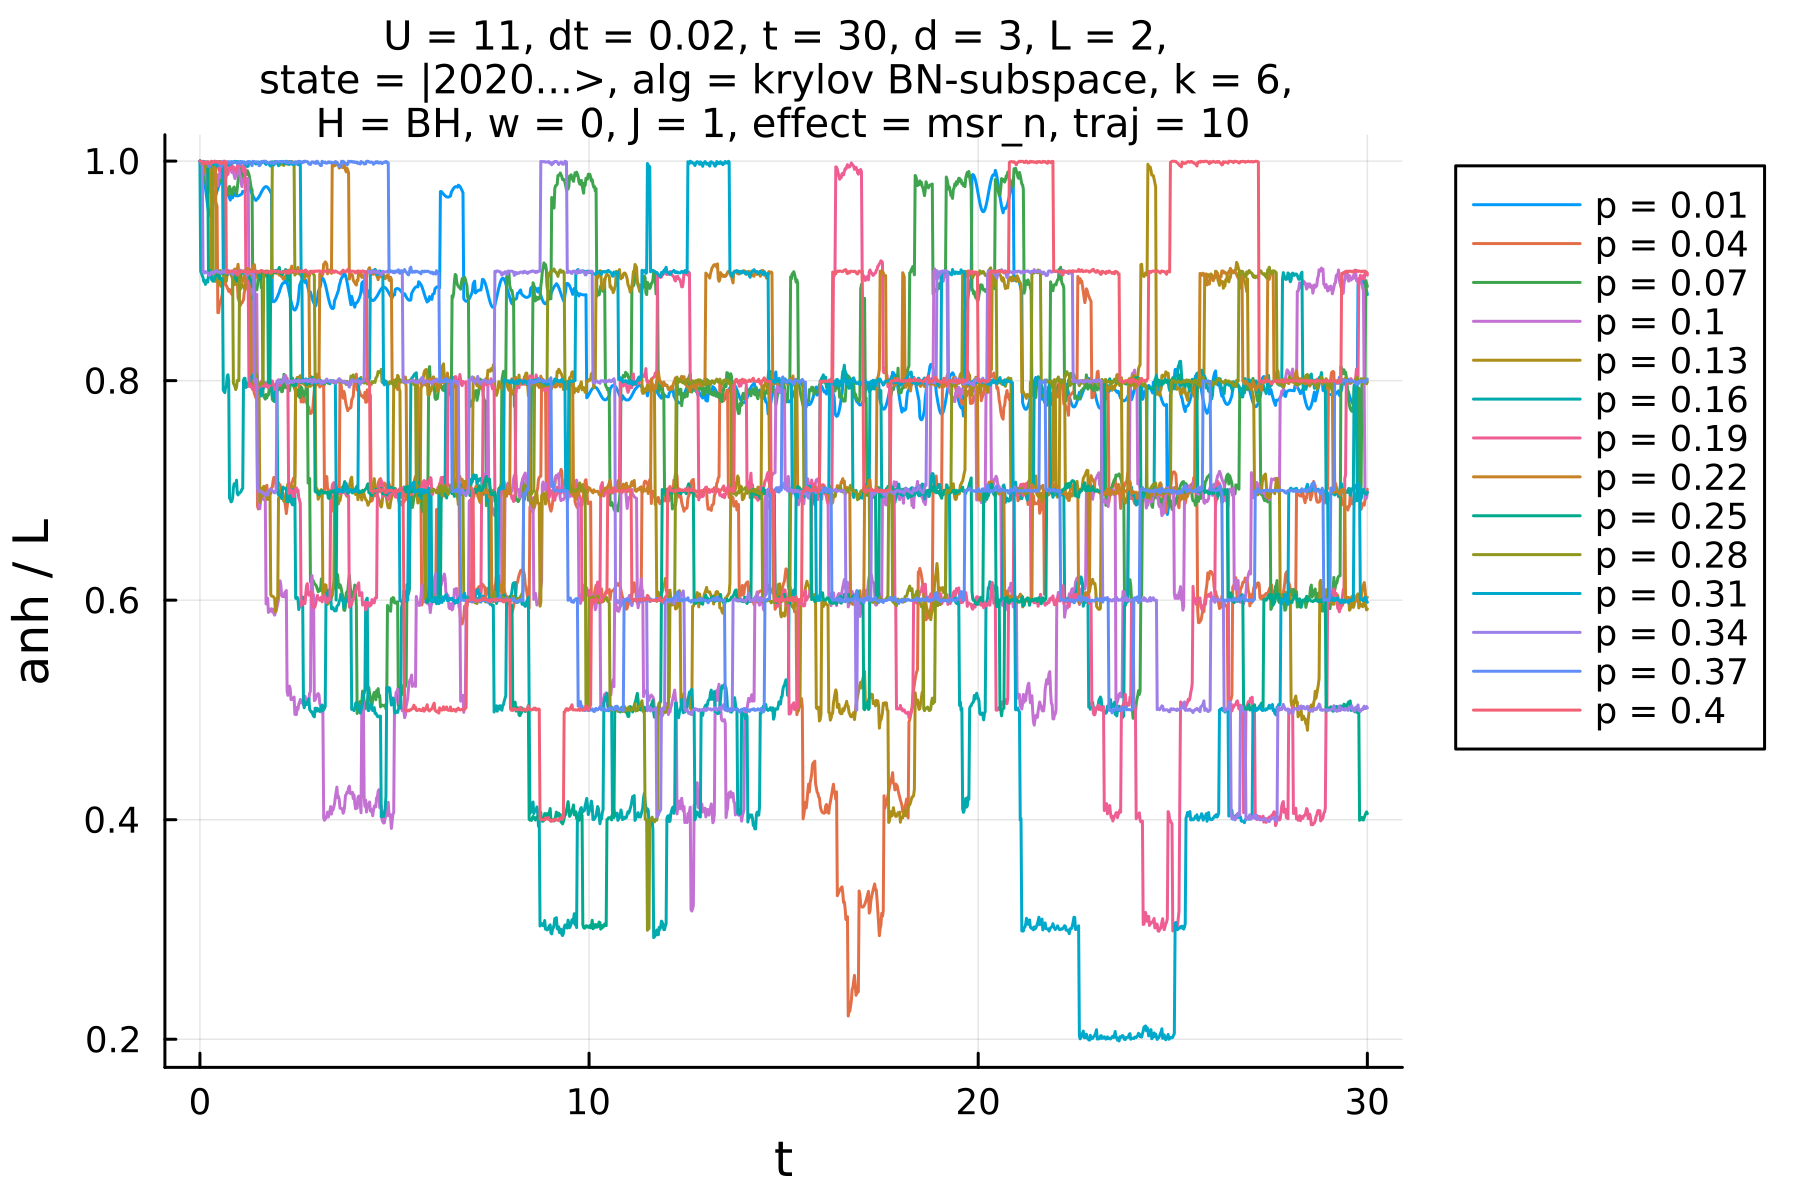 U = 11, dt = 0.02, t = 30, d = 3, L = 2,
state = |2020...>, alg = krylov BN-subspace, k = 6,
H = BH, w = 0, J = 1, effect = msr_n, traj = 10
anh / L
1.0
0.8
0.6
0.4
0.2
0
10
20
30
t
p = 0.01
p = 0.04
p = 0.07
p = 0.1
p = 0.13
p = 0.16
p = 0.19
p = 0.22
p = 0.25
p = 0.28
p = 0.31
p = 0.34
p = 0.37
p = 0.4